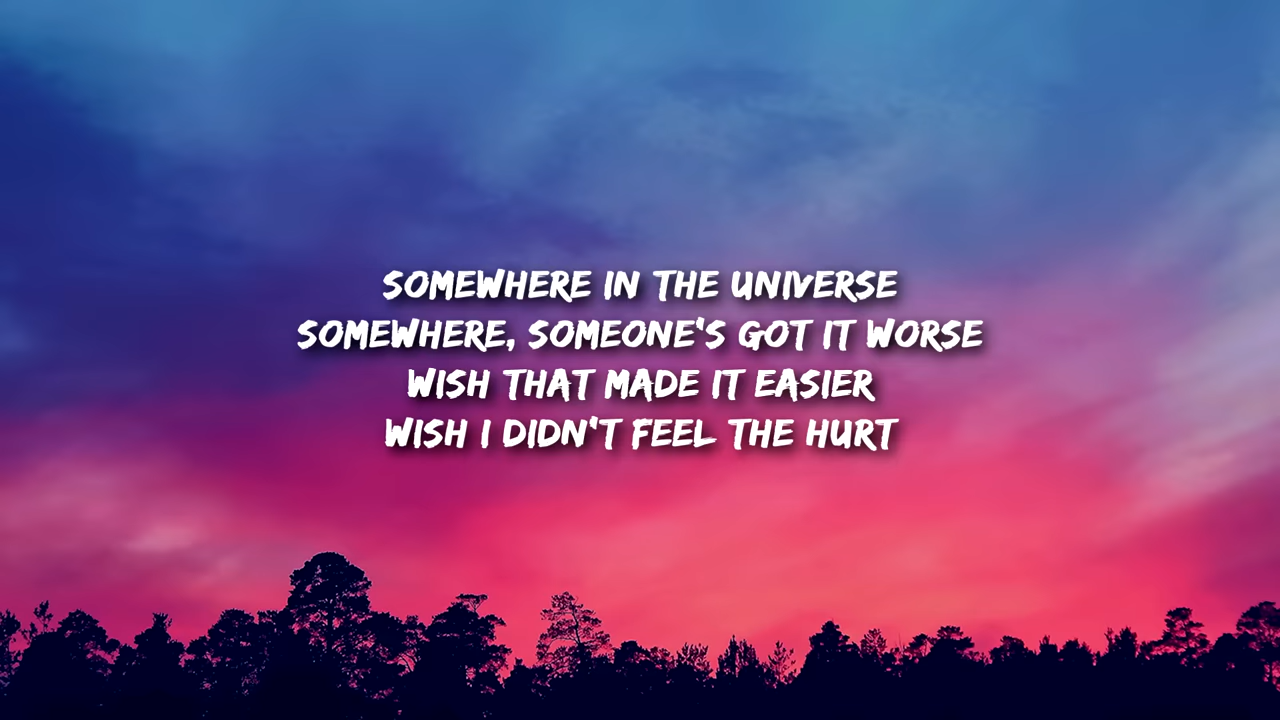 SOMEWHERE IN THE UNIVERSE
SOMEWHERE, SOMEONE'S GOT IT WORSE
WISH THAT MADE IT EASIER
WISH I DIDN'T FEEL THE HURT